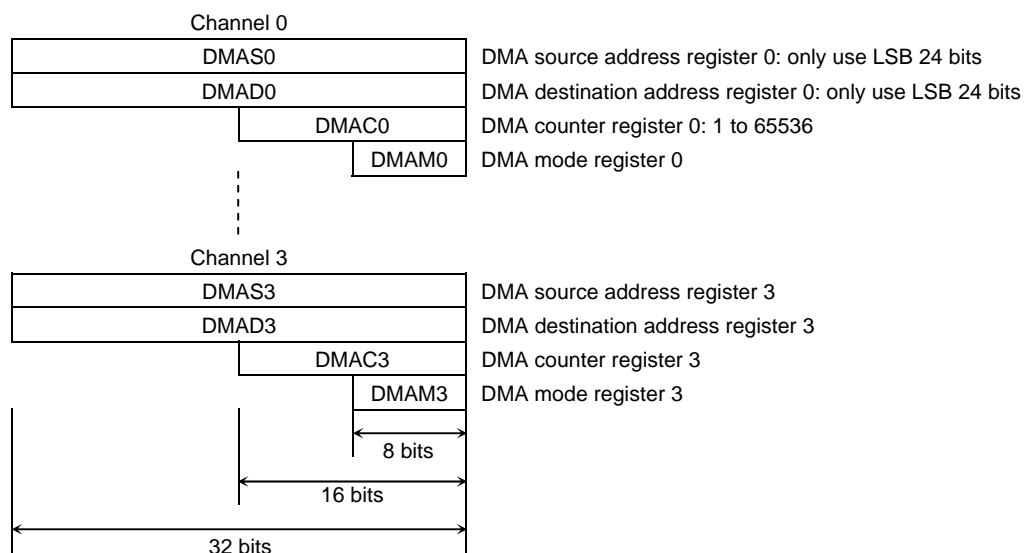 Channel 0
DMAS0 DMA source address register 0: only use LSB 24 bits
DMAD0 DMA destination address register 0: only use LSB 24 bits
DMAC0 DMA counter register 0: 1 to 65536
DMAM0 DMA mode register 0
Channel 3
DMAS3 DMA source address register 3
DMAD3 DMA destination address register 3
DMAC3 DMA counter register 3
DMAM3 DMA mode register 3
8 bits
16 bits
32 bits